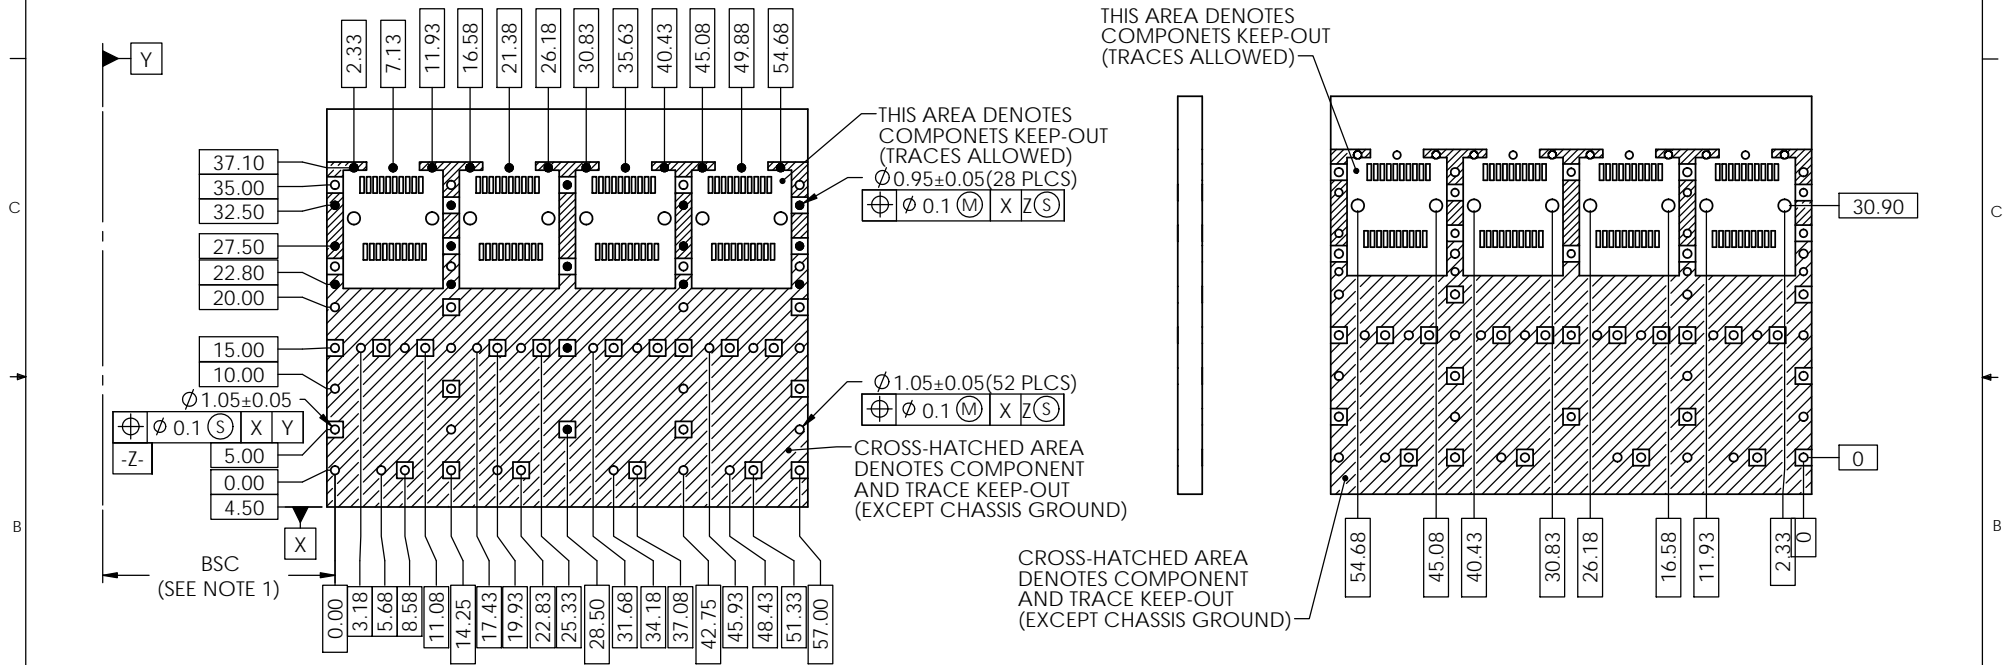 2.33
7.13
11.93
16.58
21.38
26.18
30.83
35.63
40.43
45.08
49.88
54.68
Y
THIS AREA DENOTES
COMPONETS KEEP-OUT
(TRACES ALLOWED)
Ø0.95±0.05(28 PLCS)
⌖ Ø 0.1 Ⓜ X ZⓈ
37.10
35.00
32.50
27.50
22.80
20.00
15.00
10.00
Ø1.05±0.05
⌖ Ø 0.1 Ⓢ X Y
-Z-
5.00
0.00
4.50
X
BSC
(SEE NOTE 1)
Ø1.05±0.05(52 PLCS)
⌖ Ø 0.1 Ⓜ X ZⓈ
CROSS-HATCHED AREA
DENOTES COMPONENT
AND TRACE KEEP-OUT
(EXCEPT CHASSIS GROUND)
0.00
3.18
5.68
8.58
11.08
14.25
17.43
19.93
22.83
25.33
28.50
31.68
34.18
37.08
42.75
45.93
48.43
51.33
57.00
THIS AREA DENOTES
COMPONETS KEEP-OUT
(TRACES ALLOWED)
30.90
0
54.68
45.08
40.43
30.83
26.18
16.58
11.93
2.33
0
CROSS-HATCHED AREA
DENOTES COMPONENT
AND TRACE KEEP-OUT
(EXCEPT CHASSIS GROUND)
C
B
C
B